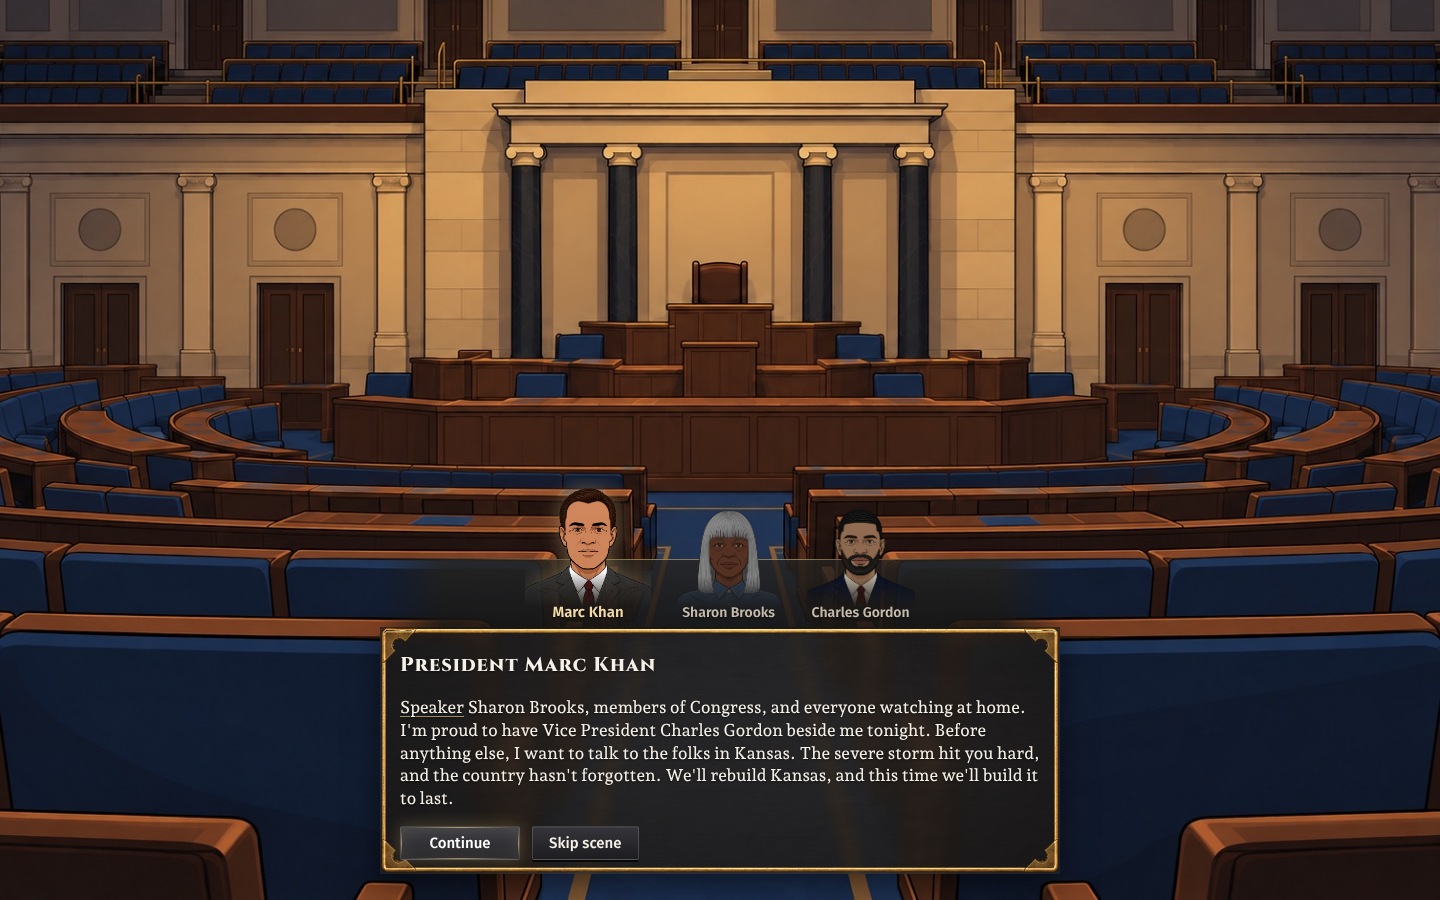 Marc Khan
Sharon Brooks
Charles Gordon
President Marc Khan
Speaker Sharon Brooks, members of Congress, and everyone watching at home.
I'm proud to have Vice President Charles Gordon beside me tonight. Before
anything else, I want to talk to the folks in Kansas. The severe storm hit you hard,
and the country hasn't forgotten. We'll rebuild Kansas, and this time we'll build it
to last.
Continue
Skip scene